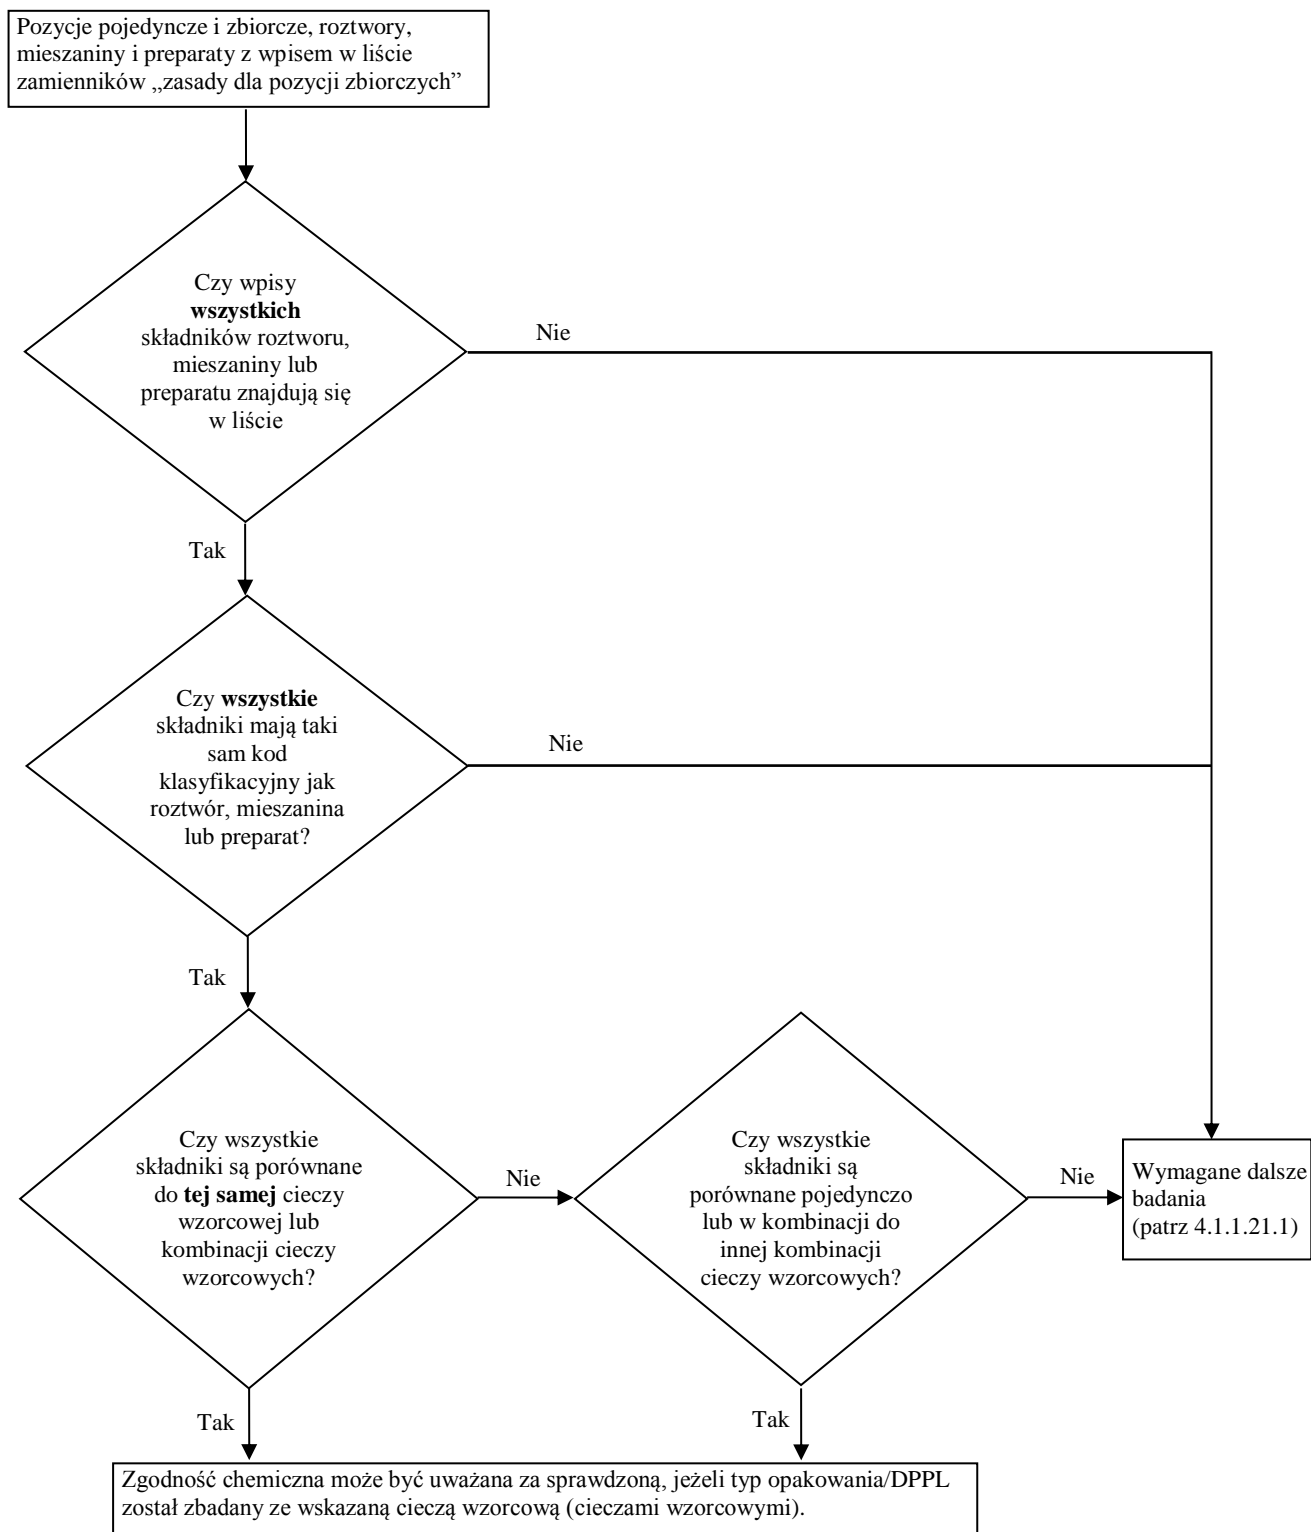 Pozycje pojedyncze i zbiorcze, roztwory,
mieszaniny i preparaty z wpisem w liście
zamienników „zasady dla pozycji zbiorczych”
Czy wpisy
wszystkich
składników roztworu,
mieszaniny lub
preparatu znajdują się
w liście
Nie
Tak
Czy wszystkie
składniki mają taki
sam kod
klasyfikacyjny jak
roztwór, mieszanina
lub preparat?
Nie
Tak
Czy wszystkie
składniki są porównane
do tej samej cieczy
wzorcowej lub
kombinacji cieczy
wzorcowych?
Nie
Czy wszystkie
składniki są
porównane pojedynczo
lub w kombinacji do
innej kombinacji
cieczy wzorcowych?
Nie
Wymagane dalsze
badania
(patrz 4.1.1.21.1)
Tak
Tak
Zgodność chemiczna może być uważana za sprawdzoną, jeżeli typ opakowania/DPPL
został zbadany ze wskazaną cieczą wzorcową (cieczami wzorcowymi).